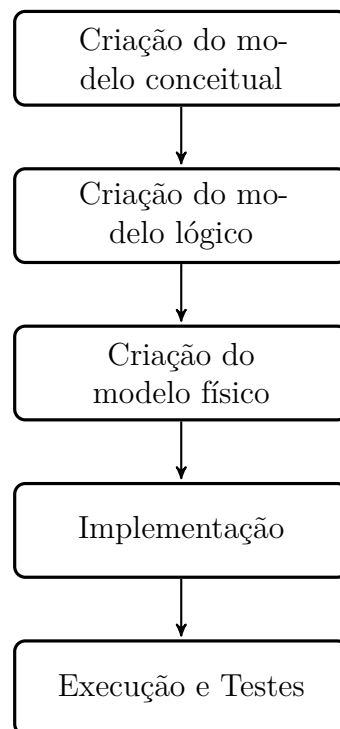 Criação do mo-
delo conceitual
Criação do mo-
delo lógico
Criação do
modelo físico
Implementação
Execução e Testes